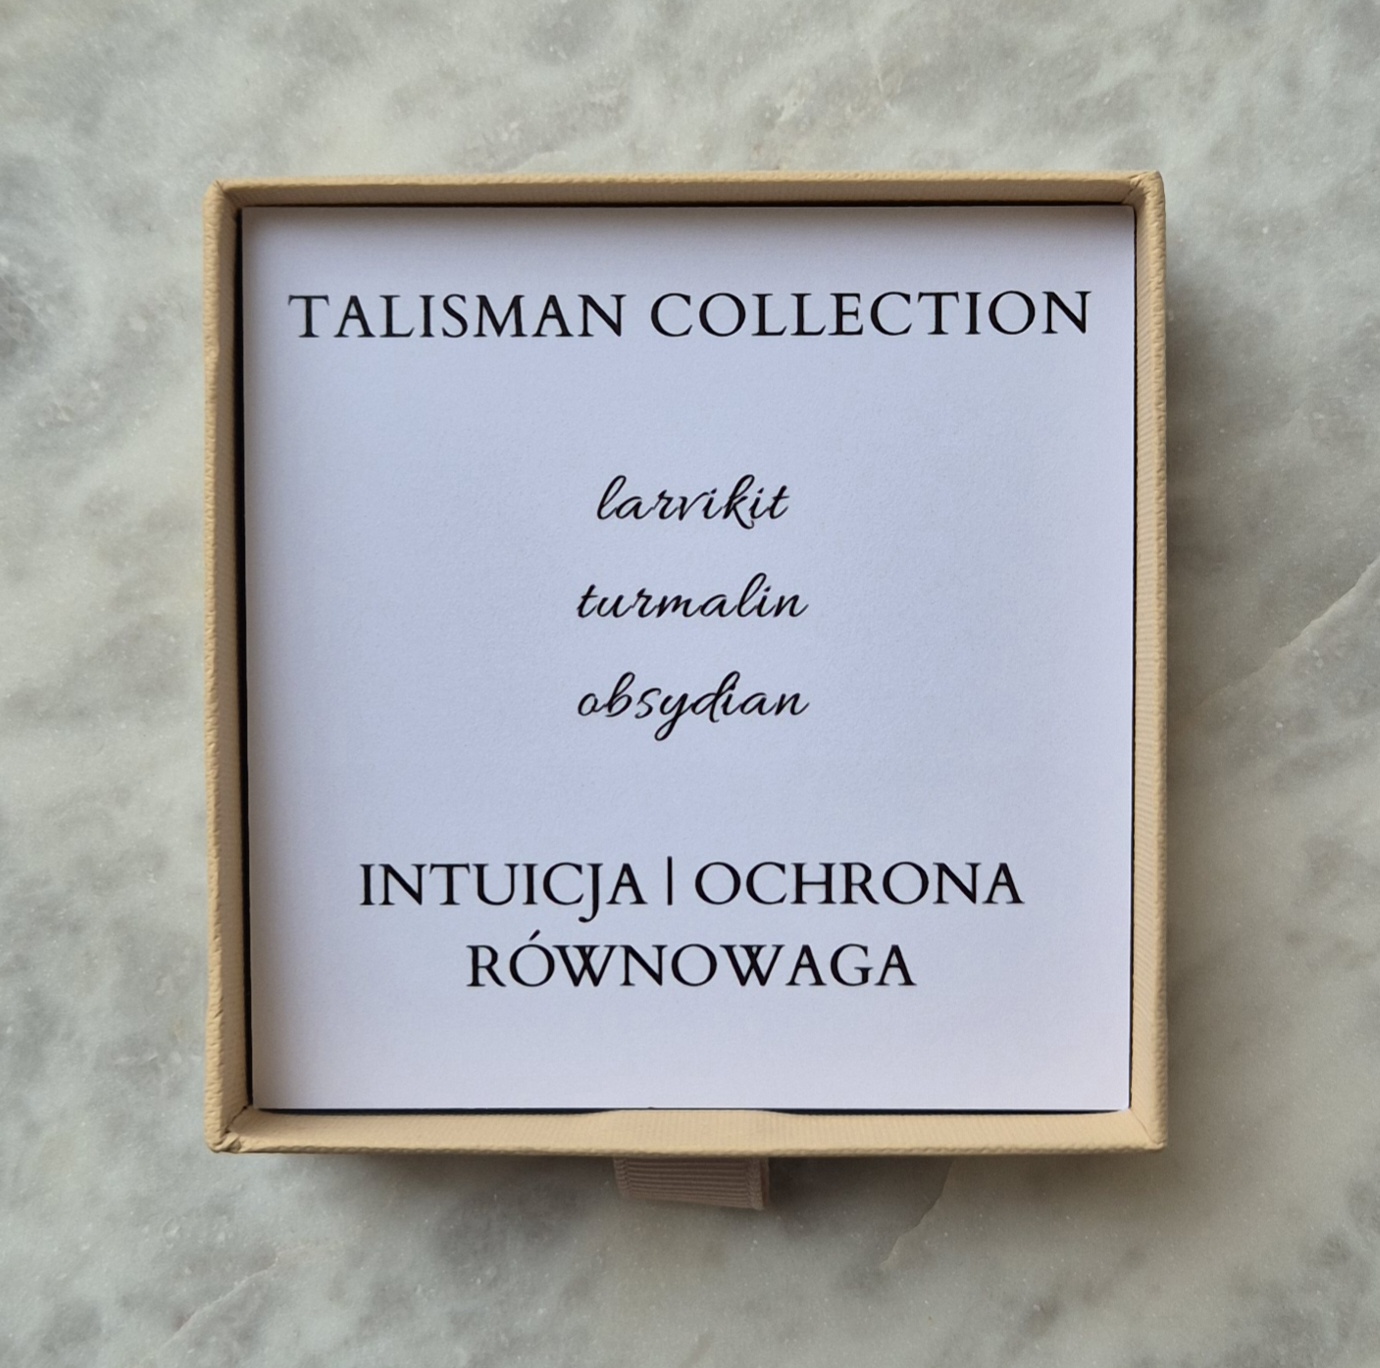 TALISMAN COLLECTION
larvikit
turmalin
obsydian
INTUICJA | OCHRONA
RÓWNOWAGA